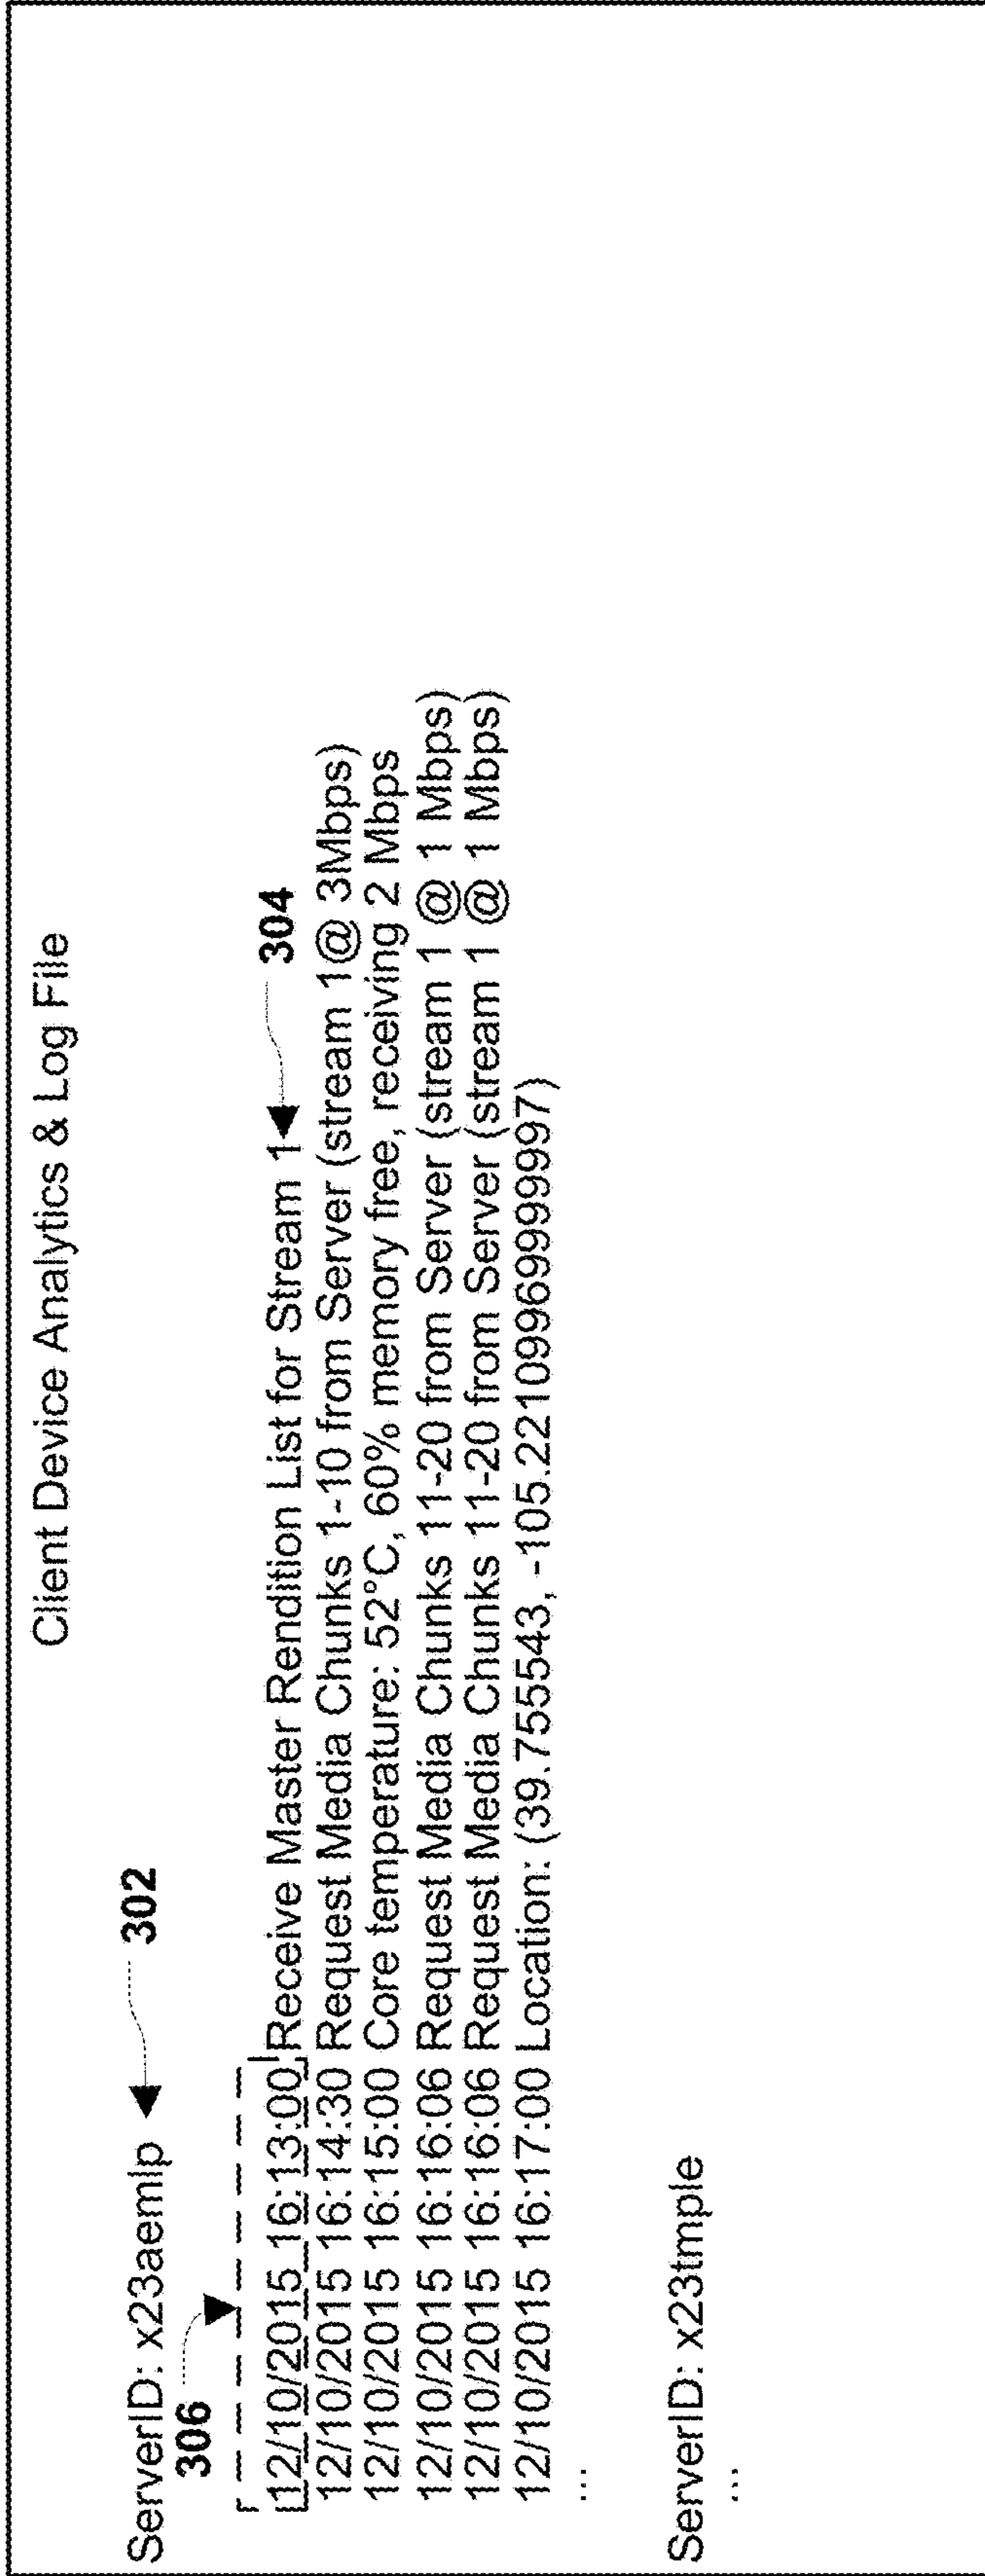 Client Device Analytics & Log File
ServerID: x23aemlp 302
306
12/10/2015 16:13:00 Receive Master Rendition List for Stream 1 304
12/10/2015 16:14:30 Request Media Chunks 1-10 from Server (stream 1@ 3Mbps)
12/10/2015 16:15:00 Core temperature: 52°C, 60% memory free, receiving 2 Mbps
12/10/2015 16:16:06 Request Media Chunks 11-20 from Server (stream 1 @ 1 Mbps)
12/10/2015 16:16:06 Request Media Chunks 11-20 from Server (stream 1 @ 1 Mbps)
12/10/2015 16:17:00 Location: (39.755543, -105.2210996999997)
...
ServerID: x23tmple
...